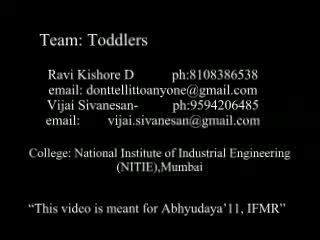 Team: Toddlers
Ravi Kishore D ph:8108386538
email: donttellittoanyone@gmail.com
Vijai Sivanesan- ph:9594206485
email: vijai.sivanesan@gmail.com
College: National Institute of Industrial Engineering
(NITIE),Mumbai
“This video is meant for Abhyudaya’11, IFMR”